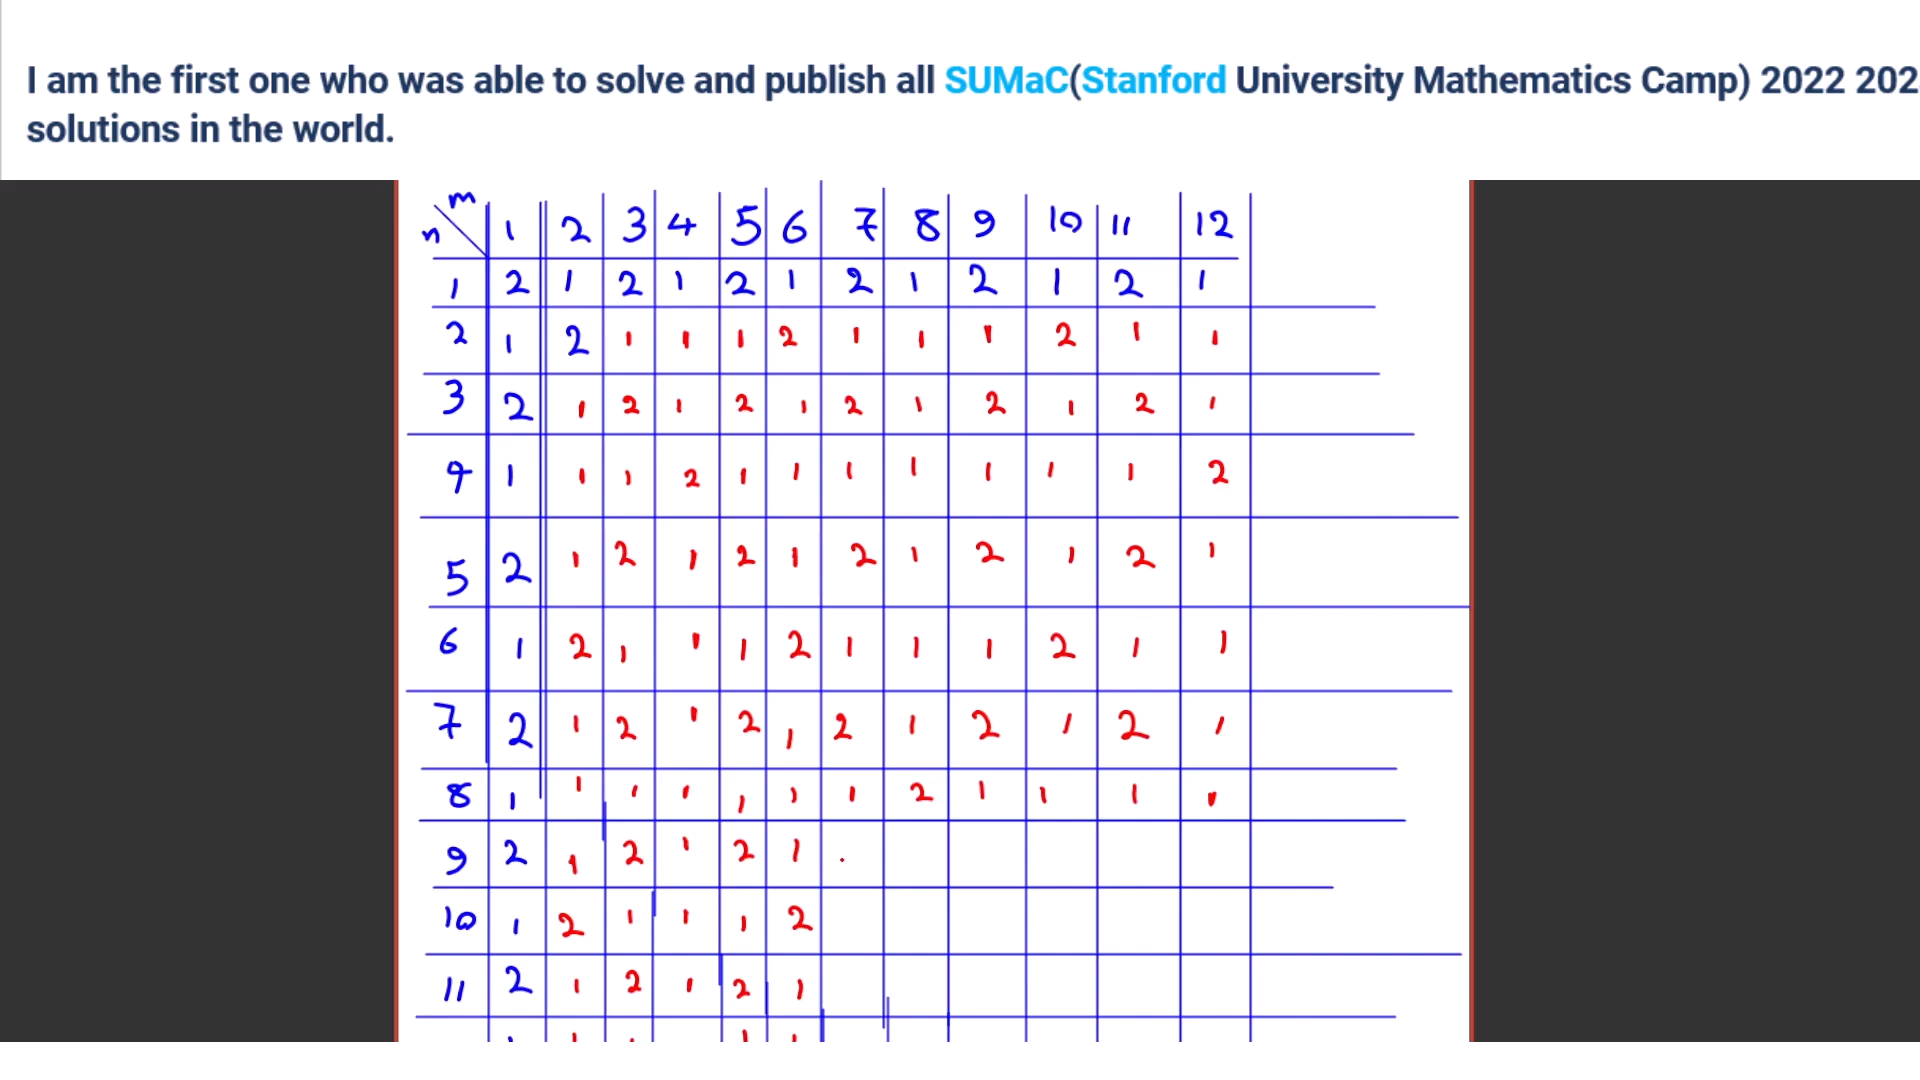 I am the first one who was able to solve and publish all SUMaC(Stanford University Mathematics Camp) 2022 202
solutions in the world.
m
n 1 2 3 4 5 6 7 8 9 10 11 12
1 2 1 2 1 2 1 2 1 2 1 2 1
2 1 2 1 1 1 2 1 1 1 2 1 1
3 2 1 2 1 2 1 2 1 2 1 2 1
4 1 1 1 2 1 1 1 1 1 1 1 2
5 2 1 2 1 2 1 2 1 2 1 2 1
6 1 2 1 1 1 2 1 1 1 2 1 1
7 2 1 2 1 2 1 2 1 2 1 2 1
8 1 1 1 1 1 1 1 2 1 1 1 1
9 2 1 2 1 2 1
10 1 2 1 1 1 2
11 2 1 2 1 2 1